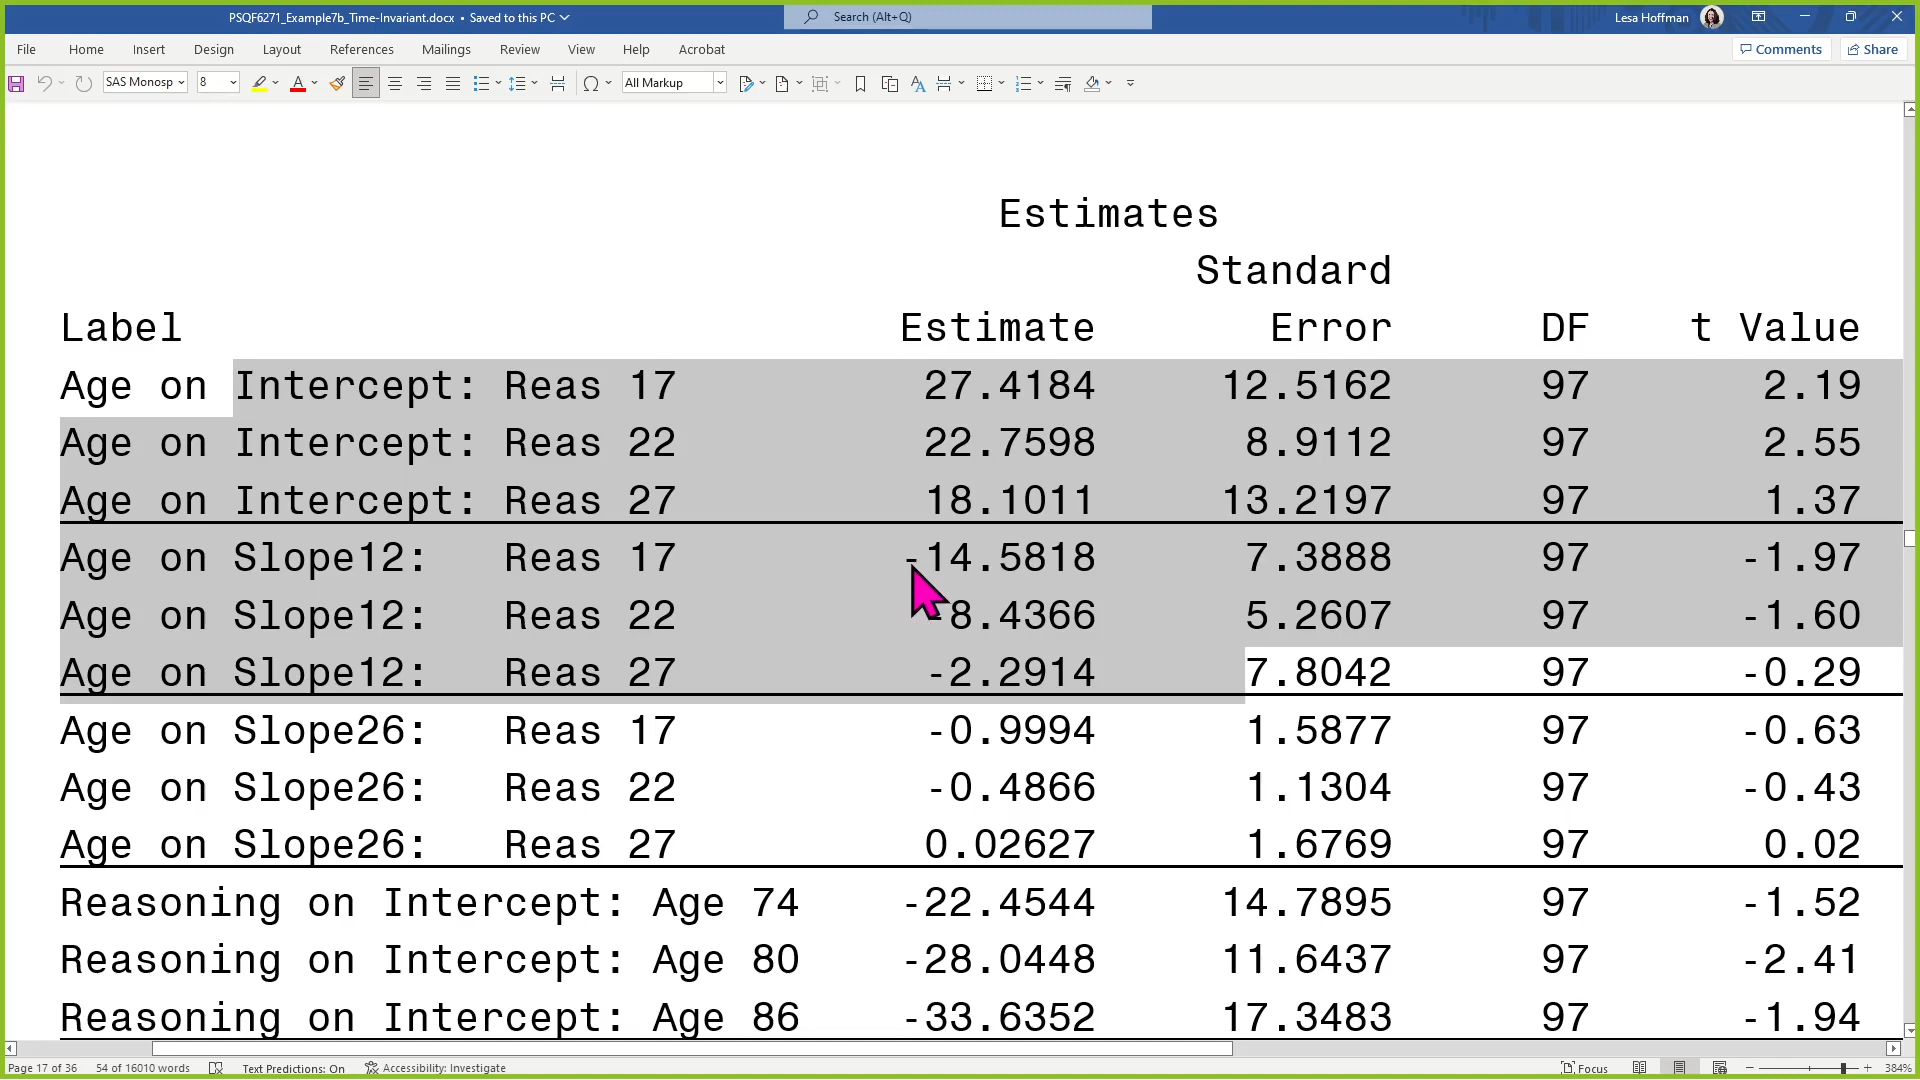 PSQF6271_Example7b_Time-Invariant.docx • Saved to this PC
Search (Alt+Q)
Lesa Hoffman
File Home Insert Design Layout References Mailings Review View Help Acrobat
Comments Share
SAS Monosp 8 All Markup
Estimates
Standard
Label Estimate Error DF t Value
Age on Intercept: Reas 17 27.4184 12.5162 97 2.19
Age on Intercept: Reas 22 22.7598 8.9112 97 2.55
Age on Intercept: Reas 27 18.1011 13.2197 97 1.37
Age on Slope12: Reas 17 -14.5818 7.3888 97 -1.97
Age on Slope12: Reas 22 -8.4366 5.2607 97 -1.60
Age on Slope12: Reas 27 -2.2914 7.8042 97 -0.29
Age on Slope26: Reas 17 -0.9994 1.5877 97 -0.63
Age on Slope26: Reas 22 -0.4866 1.1304 97 -0.43
Age on Slope26: Reas 27 0.02627 1.6769 97 0.02
Reasoning on Intercept: Age 74 -22.4544 14.7895 97 -1.52
Reasoning on Intercept: Age 80 -28.0448 11.6437 97 -2.41
Reasoning on Intercept: Age 86 -33.6352 17.3483 97 -1.94
Page 17 of 36 54 of 16010 words Text Predictions: On Accessibility: Investigate Focus 384%